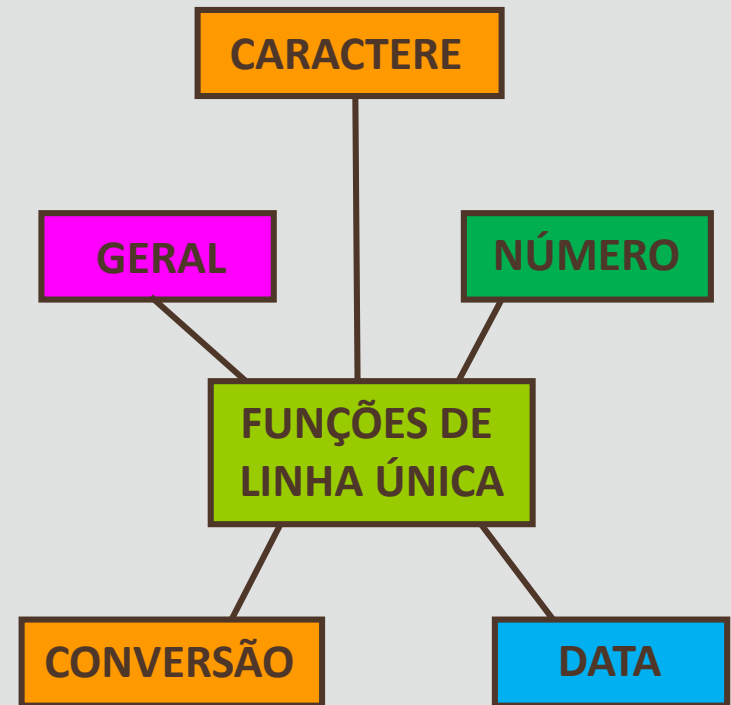 CARACTERE
GERAL
NÚMERO
FUNÇÕES DE
LINHA ÚNICA
CONVERSÃO
DATA